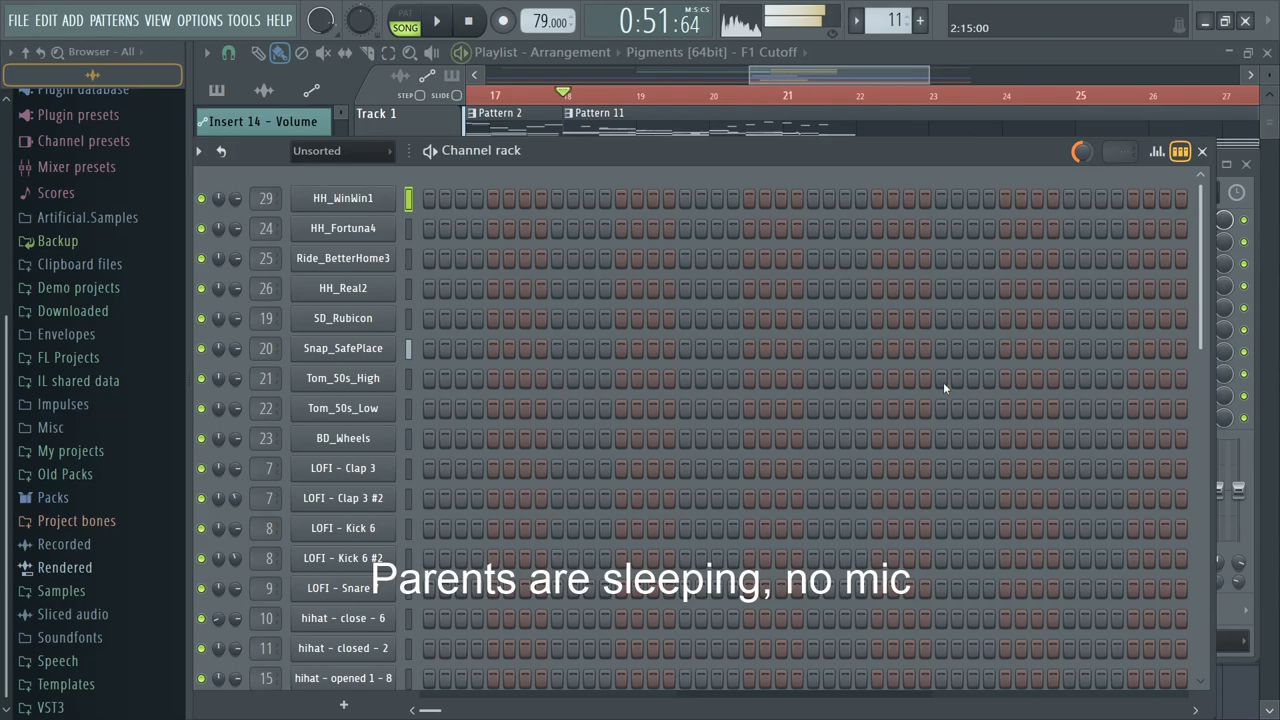 FILE EDIT ADD PATTERNS VIEW OPTIONS TOOLS HELP
PAT
SONG
79.000
0:51:64
M:S:CS
11
2:15:00
Browser - All
Playlist - Arrangement › Pigments [64bit] - F1 Cutoff
STEP SLIDE
17 18 19 20 21 22 23 24 25 26 27
Insert 14 - Volume
Track 1
Pattern 2
Pattern 11
Unsorted
Channel rack
Plugin database
Plugin presets
Channel presets
Mixer presets
Scores
Artificial.Samples
Backup
Clipboard files
Demo projects
Downloaded
Envelopes
FL Projects
IL shared data
Impulses
Misc
My projects
Old Packs
Packs
Project bones
Recorded
Rendered
Samples
Sliced audio
Soundfonts
Speech
Templates
VST3
29 HH_WinWin1
24 HH_Fortuna4
25 Ride_BetterHome3
26 HH_Real2
19 SD_Rubicon
20 Snap_SafePlace
21 Tom_50s_High
22 Tom_50s_Low
23 BD_Wheels
7 LOFI - Clap 3
7 LOFI - Clap 3 #2
8 LOFI - Kick 6
8 LOFI - Kick 6 #2
9 LOFI - Snare
10 hihat - close - 6
11 hihat - closed - 2
15 hihat - opened 1 - 8
Parents are sleeping, no mic